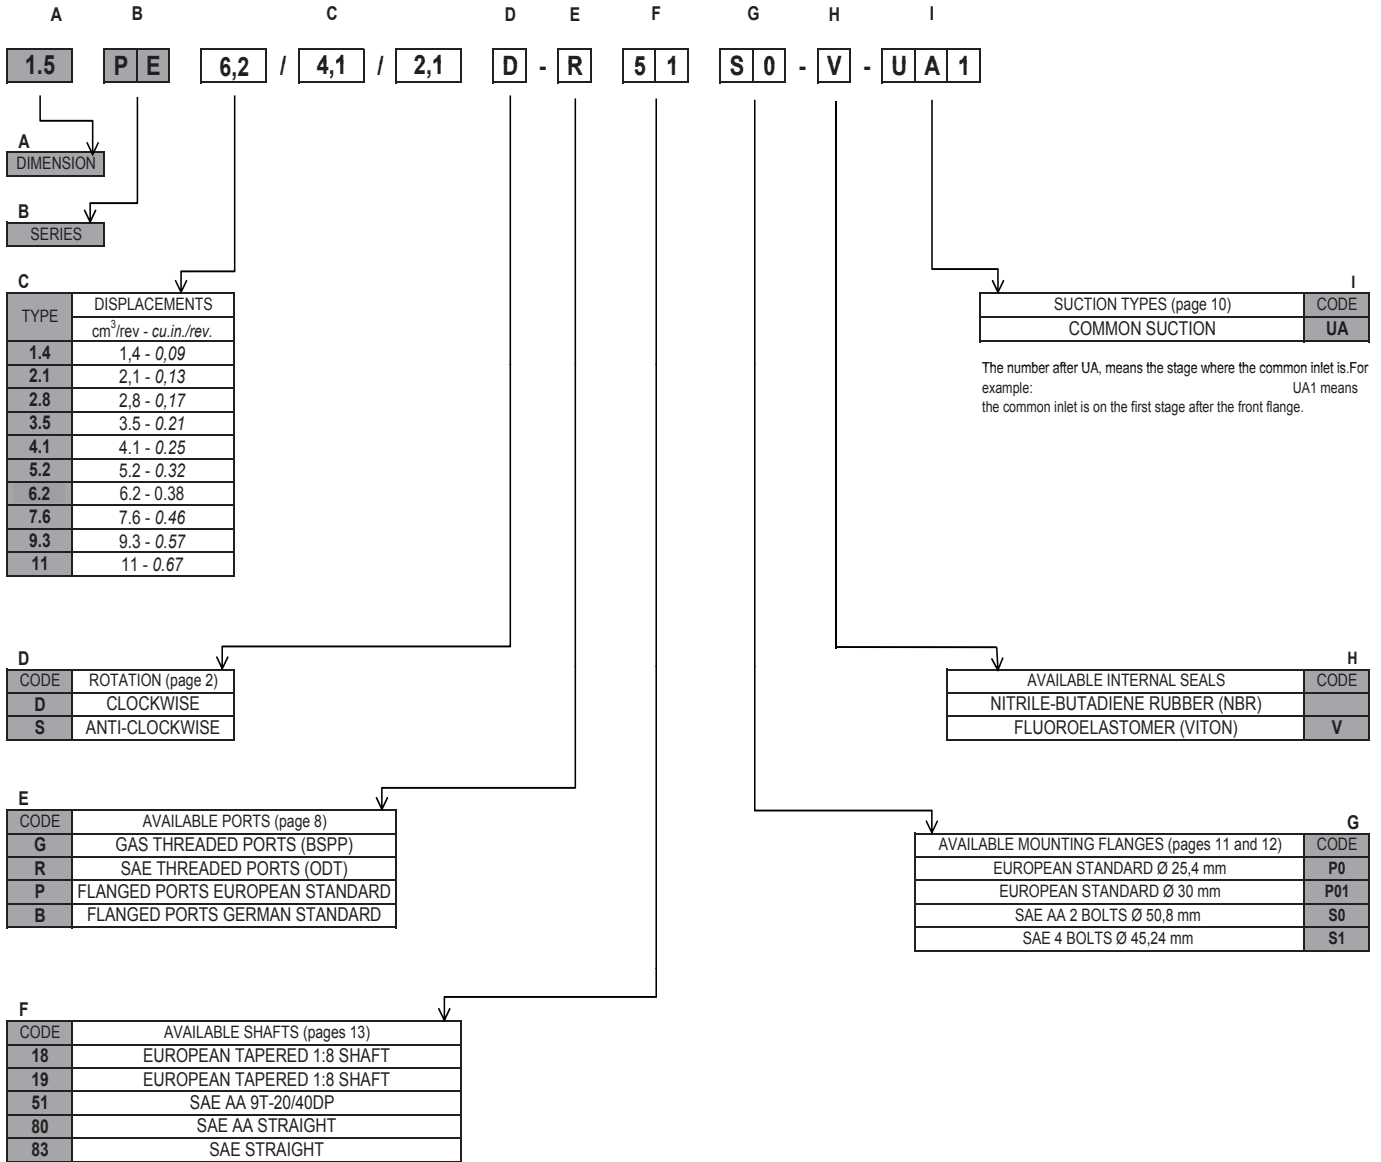 A B C D E F G H I
1.5 P E 6,2 / 4,1 / 2,1 D - R 5 1 S 0 - V - U A 1
A
DIMENSION
B
SERIES
C
TYPE DISPLACEMENTS
cm³/rev - cu.in./rev.
1.4 1,4 - 0,09
2.1 2,1 - 0,13
2.8 2,8 - 0,17
3.5 3.5 - 0.21
4.1 4.1 - 0.25
5.2 5.2 - 0.32
6.2 6.2 - 0.38
7.6 7.6 - 0.46
9.3 9.3 - 0.57
11 11 - 0.67
I
SUCTION TYPES (page 10) CODE
COMMON SUCTION UA
The number after UA, means the stage where the common inlet is.For
example: UA1 means
the common inlet is on the first stage after the front flange.
D
CODE ROTATION (page 2)
D CLOCKWISE
S ANTI-CLOCKWISE
H
AVAILABLE INTERNAL SEALS CODE
NITRILE-BUTADIENE RUBBER (NBR)
FLUOROELASTOMER (VITON) V
E
CODE AVAILABLE PORTS (page 8)
G GAS THREADED PORTS (BSPP)
R SAE THREADED PORTS (ODT)
P FLANGED PORTS EUROPEAN STANDARD
B FLANGED PORTS GERMAN STANDARD
G
AVAILABLE MOUNTING FLANGES (pages 11 and 12) CODE
EUROPEAN STANDARD Ø 25,4 mm P0
EUROPEAN STANDARD Ø 30 mm P01
SAE AA 2 BOLTS Ø 50,8 mm S0
SAE 4 BOLTS Ø 45,24 mm S1
F
CODE AVAILABLE SHAFTS (pages 13)
18 EUROPEAN TAPERED 1:8 SHAFT
19 EUROPEAN TAPERED 1:8 SHAFT
51 SAE AA 9T-20/40DP
80 SAE AA STRAIGHT
83 SAE STRAIGHT